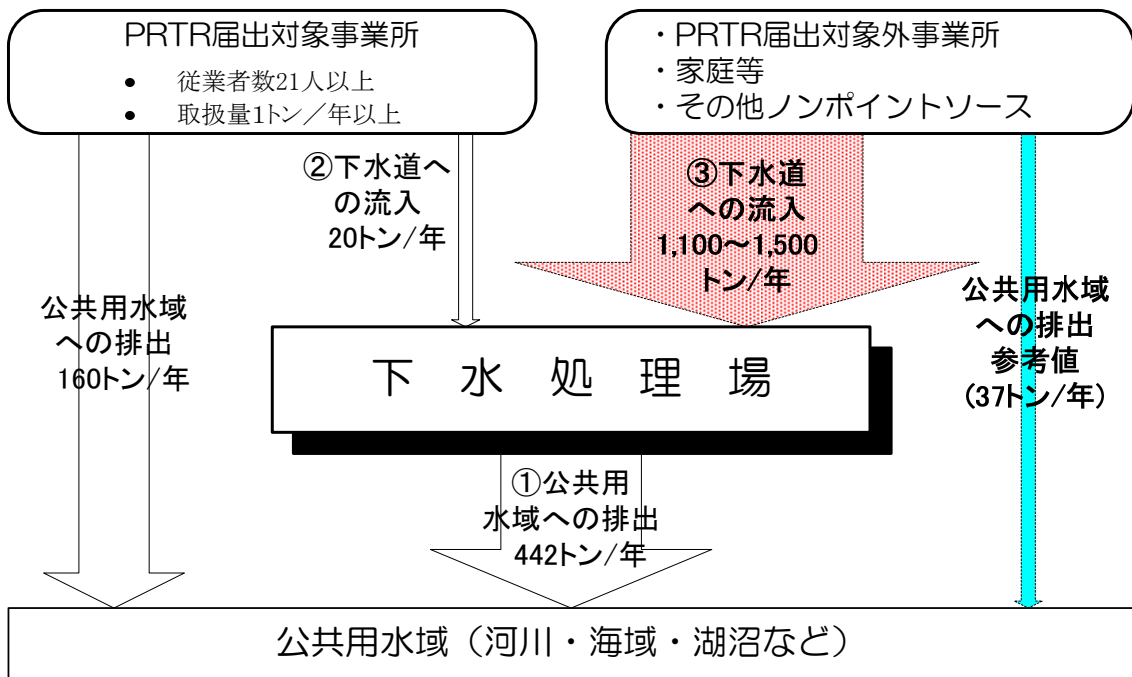 PRTR届出対象事業所
● 従業者数21人以上
● 取扱量1トン／年以上
・PRTR届出対象外事業所
・家庭等
・その他ノンポイントソース
②下水道へ
の流入
20トン/年
③下水道
への流入
1,100～1,500
トン/年
公共用水域
への排出
160トン/年
公共用水域
への排出
参考値
(37トン/年)
下水処理場
①公共用
水域への排出
442トン/年
公共用水域（河川・海域・湖沼など）